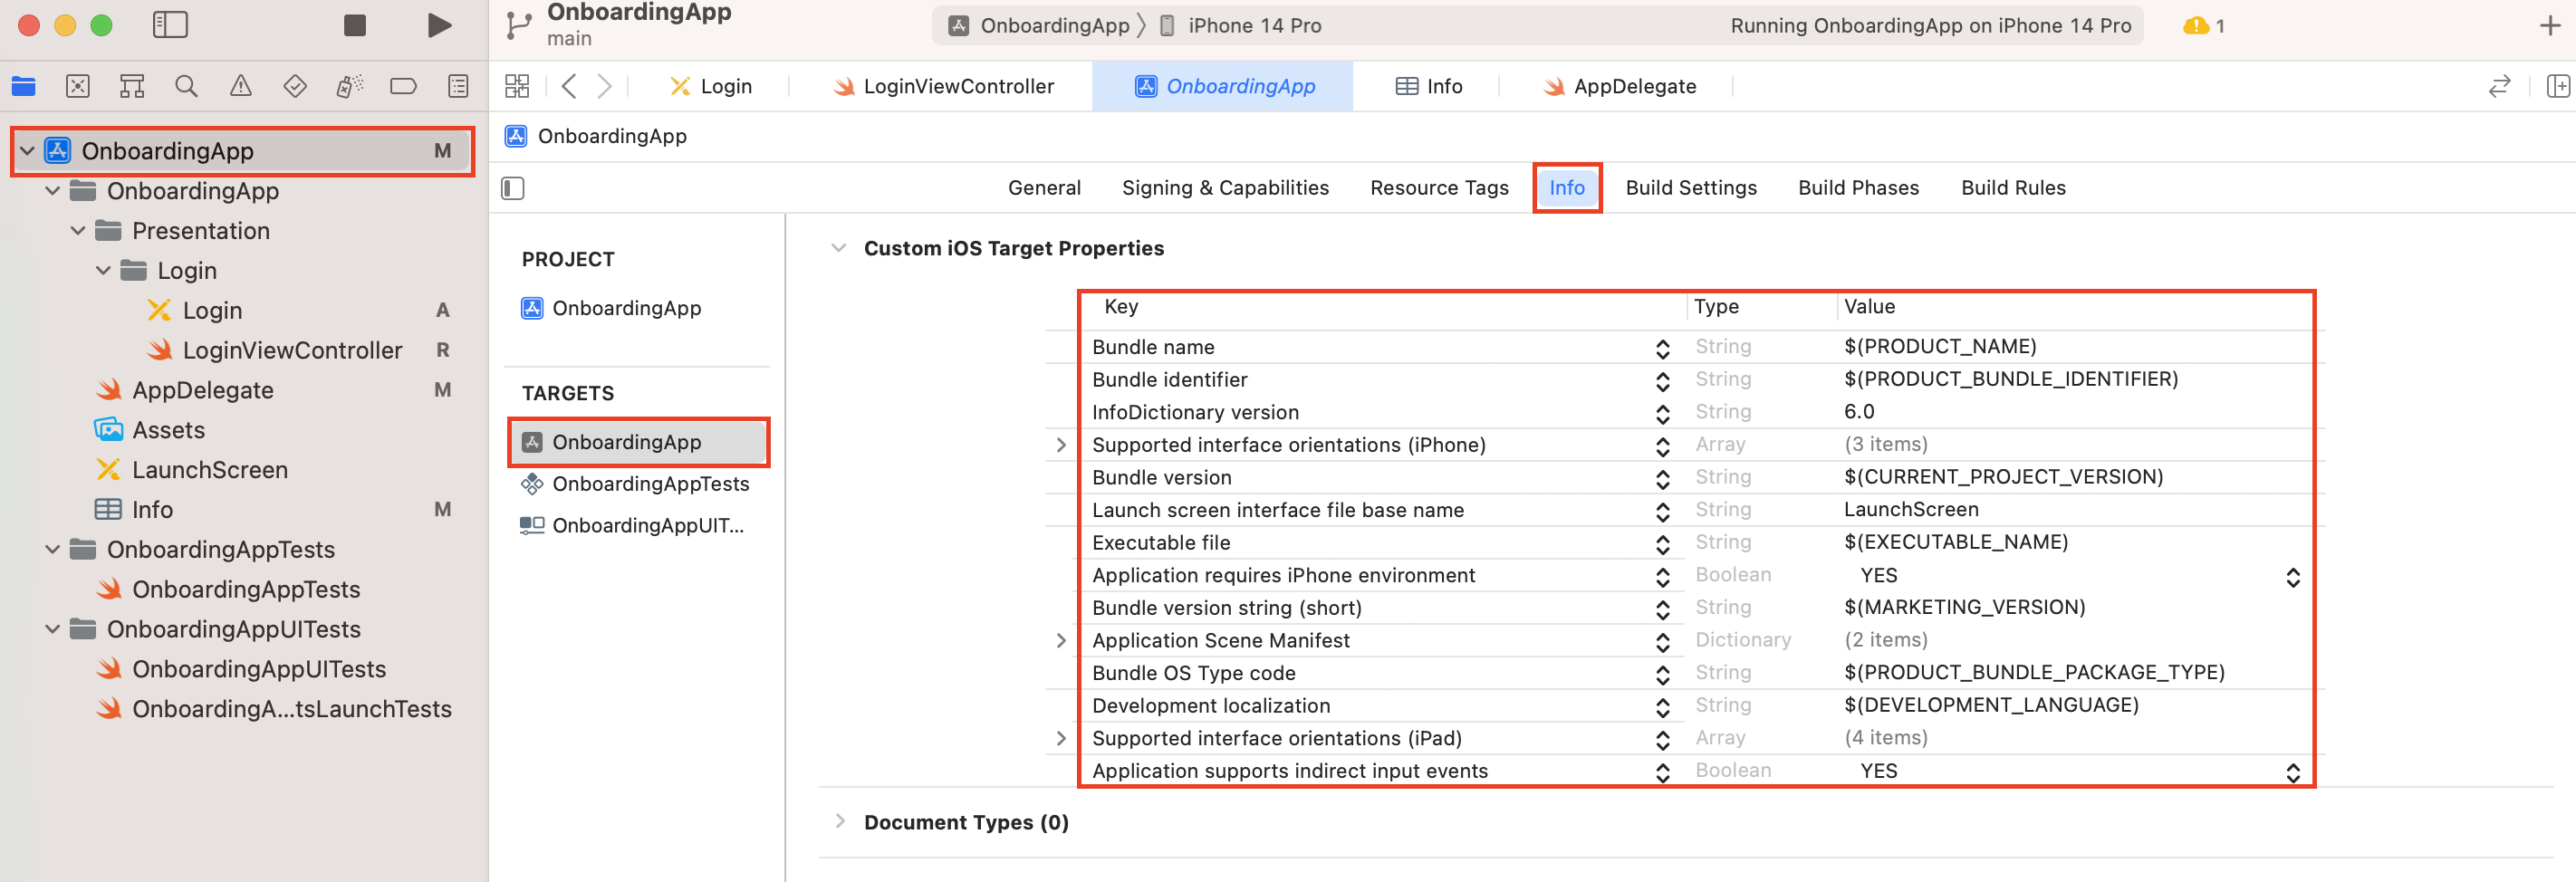 OnboardingApp
main
OnboardingApp iPhone 14 Pro Running OnboardingApp on iPhone 14 Pro 1
Login LoginViewController OnboardingApp Info AppDelegate
OnboardingApp M
OnboardingApp
Presentation
Login
Login A
LoginViewController R
AppDelegate M
Assets
LaunchScreen
Info M
OnboardingAppTests
OnboardingAppTests
OnboardingAppUITests
OnboardingAppUITests
OnboardingA...tsLaunchTests
OnboardingApp
General Signing & Capabilities Resource Tags Info Build Settings Build Phases Build Rules
PROJECT
OnboardingApp
TARGETS
OnboardingApp
OnboardingAppTests
OnboardingAppUIT...
Custom iOS Target Properties
Key Type Value
Bundle name String $(PRODUCT_NAME)
Bundle identifier String $(PRODUCT_BUNDLE_IDENTIFIER)
InfoDictionary version String 6.0
Supported interface orientations (iPhone) Array (3 items)
Bundle version String $(CURRENT_PROJECT_VERSION)
Launch screen interface file base name String LaunchScreen
Executable file String $(EXECUTABLE_NAME)
Application requires iPhone environment Boolean YES
Bundle version string (short) String $(MARKETING_VERSION)
Application Scene Manifest Dictionary (2 items)
Bundle OS Type code String $(PRODUCT_BUNDLE_PACKAGE_TYPE)
Development localization String $(DEVELOPMENT_LANGUAGE)
Supported interface orientations (iPad) Array (4 items)
Application supports indirect input events Boolean YES
Document Types (0)